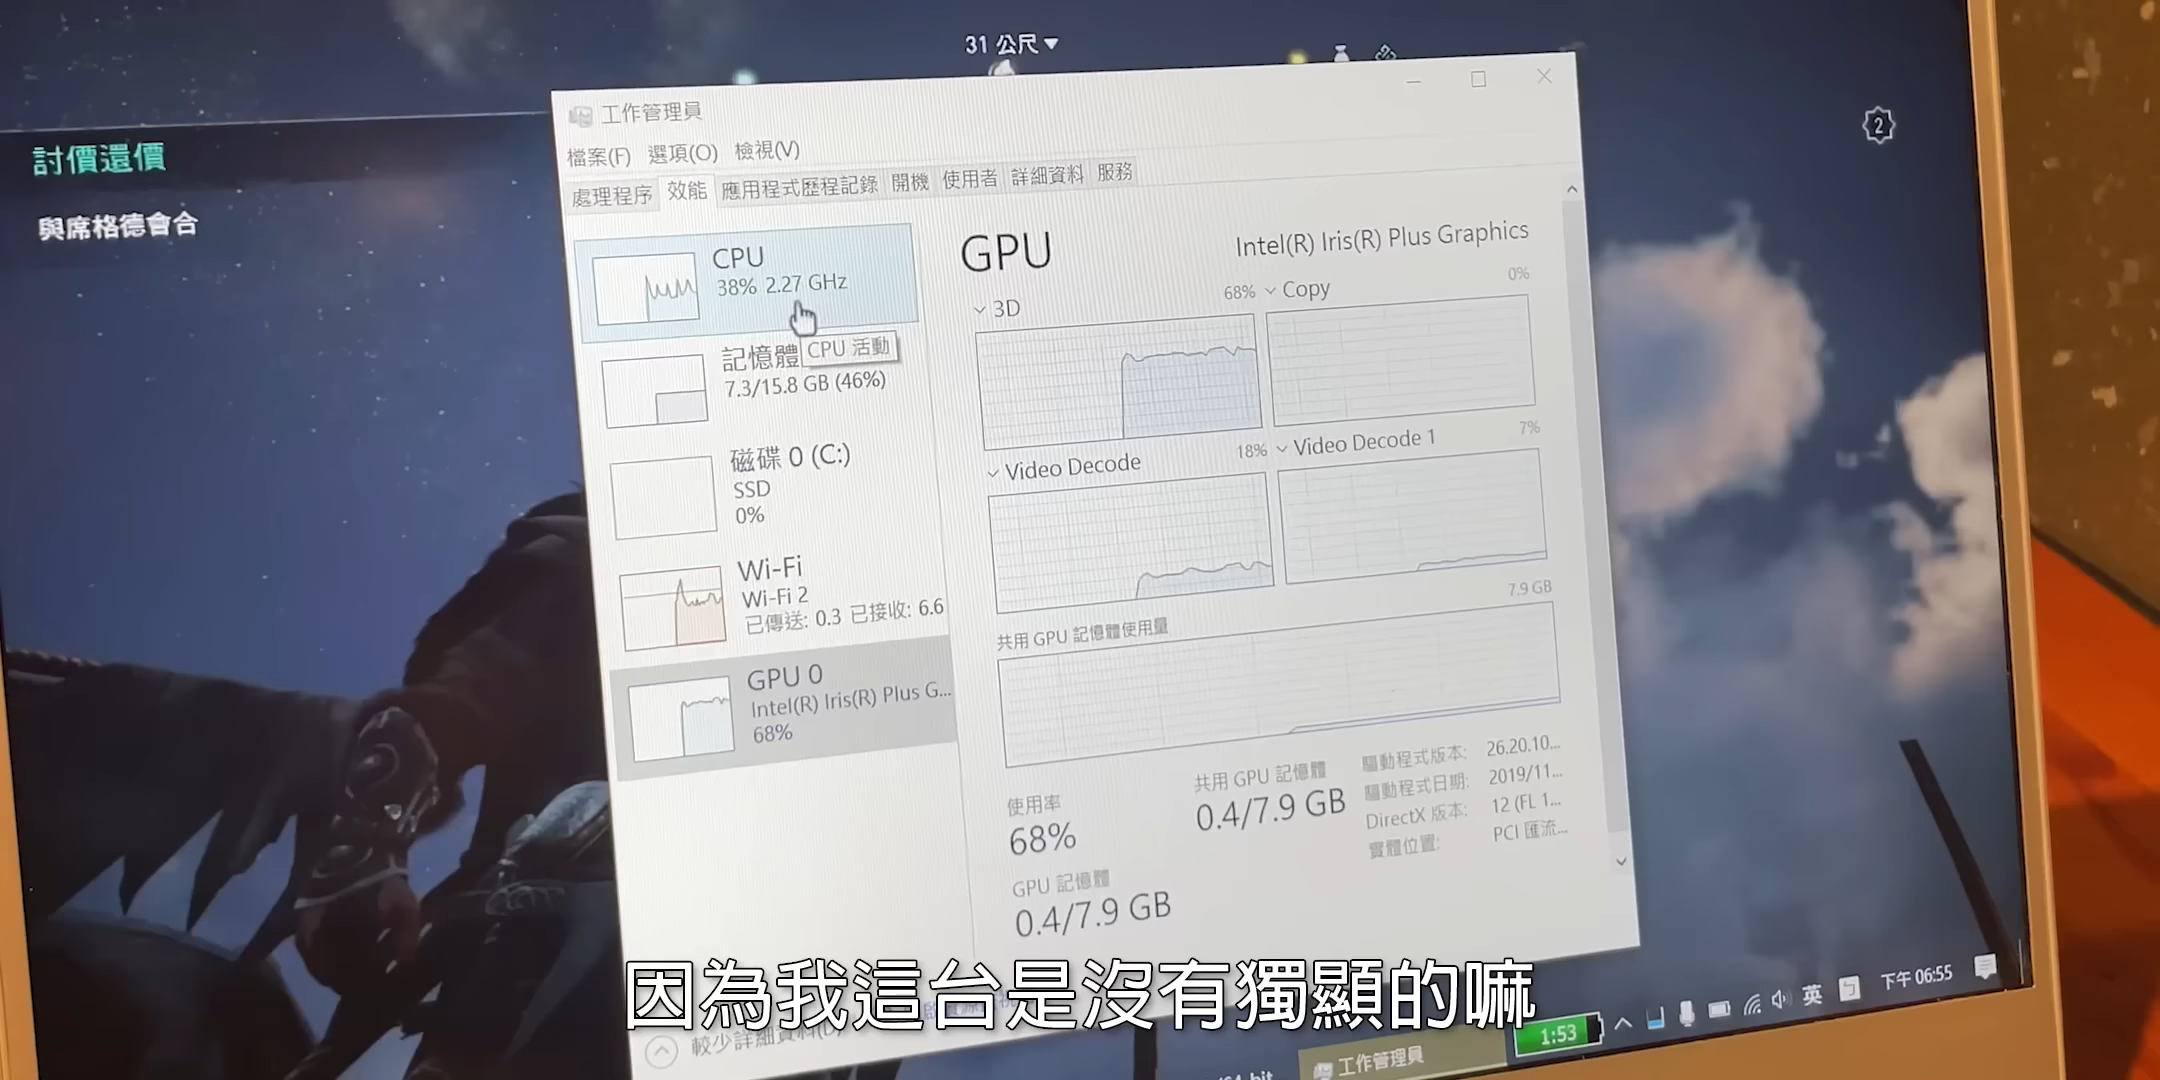 31 公尺
2
討價還價
與席格德會合
工作管理員
檔案(F) 選項(O) 檢視(V)
處理程序 效能 應用程式歷程記錄 開機 使用者 詳細資料 服務
CPU
38% 2.27 GHz
CPU 活動
記憶體
7.3/15.8 GB (46%)
磁碟 0 (C:)
SSD
0%
Wi-Fi
Wi-Fi 2
已傳送: 0.3 已接收: 6.6
GPU 0
Intel(R) Iris(R) Plus G...
68%
GPU
Intel(R) Iris(R) Plus Graphics
3D 68%
Copy 0%
Video Decode 18%
Video Decode 1 7%
共用 GPU 記憶體使用量 7.9 GB
使用率
68%
共用 GPU 記憶體
0.4/7.9 GB
GPU 記憶體
0.4/7.9 GB
驅動程式版本: 26.20.10...
驅動程式日期: 2019/11...
DirectX 版本: 12 (FL 1...
實體位置: PCI 匯流...
因為我這台是沒有獨顯的嘛
較少詳細資料(D)
工作管理員
1:53
英
下午 06:55